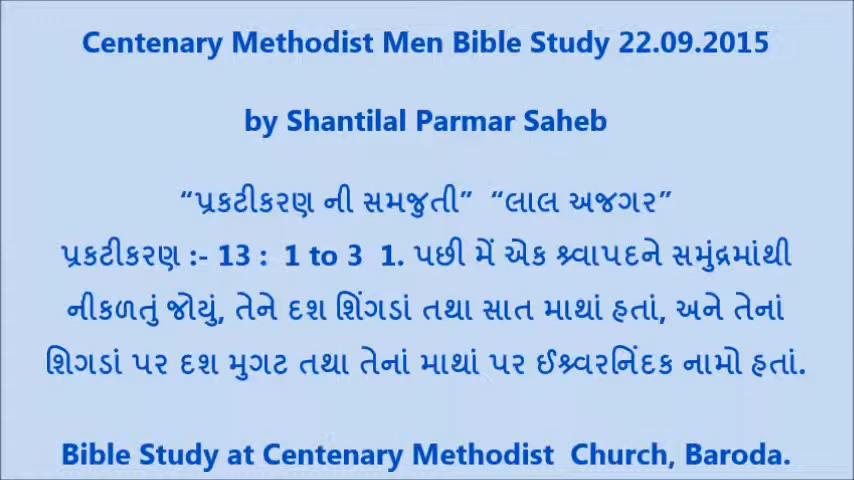 Centenary Methodist Men Bible Study 22.09.2015
by Shantilal Parmar Saheb
“પ્રકટીકરણ ની સમજુતી”  “લાલ અજગર”
પ્રકટીકરણ :- 13 :  1 to 3  1. પછી મેં એક શ્વાપદને સમુંદ્રમાંથી
નીકળતું જોયું, તેને દશ શિંગડાં તથા સાત માથાં હતાં, અને તેનાં
શિગડાં પર દશ મુગટ તથા તેનાં માથાં પર ઈશ્વરનિંદક નામો હતાં.
Bible Study at Centenary Methodist  Church, Baroda.